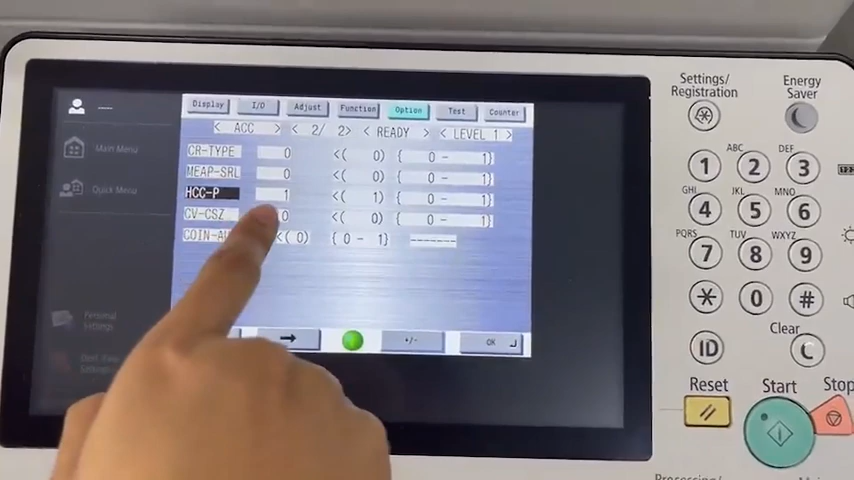 Display I/O Adjust Function Option Test Counter
< ACC > < 2/ 2> < READY > < LEVEL 1 >
CR-TYPE 0 <( 0) { 0 - 1}
MEAP-SRL 0 <( 0) { 0 - 1}
HCC-P 1 <( 1) { 0 - 1}
CV-CSZ 0 <( 0) { 0 - 1}
<( 0) { 0 - 1} -------
+/- OK
Main Menu
Quick Menu
Personal
Settings
Settings/
Registration
Energy
Saver
1 ABC 2 DEF 3
GHI 4 JKL 5 MNO 6
PQRS 7 TUV 8 WXYZ 9
* 0 #
ID
Clear
C
Reset
Start
Stop